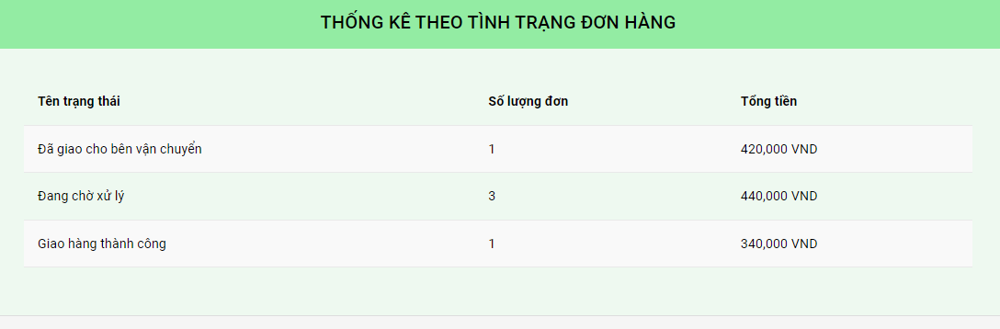 THỐNG KÊ THEO TÌNH TRẠNG ĐƠN HÀNG
Tên trạng thái Số lượng đơn Tổng tiền
Đã giao cho bên vận chuyển 1 420,000 VND
Đang chờ xử lý 3 440,000 VND
Giao hàng thành công 1 340,000 VND